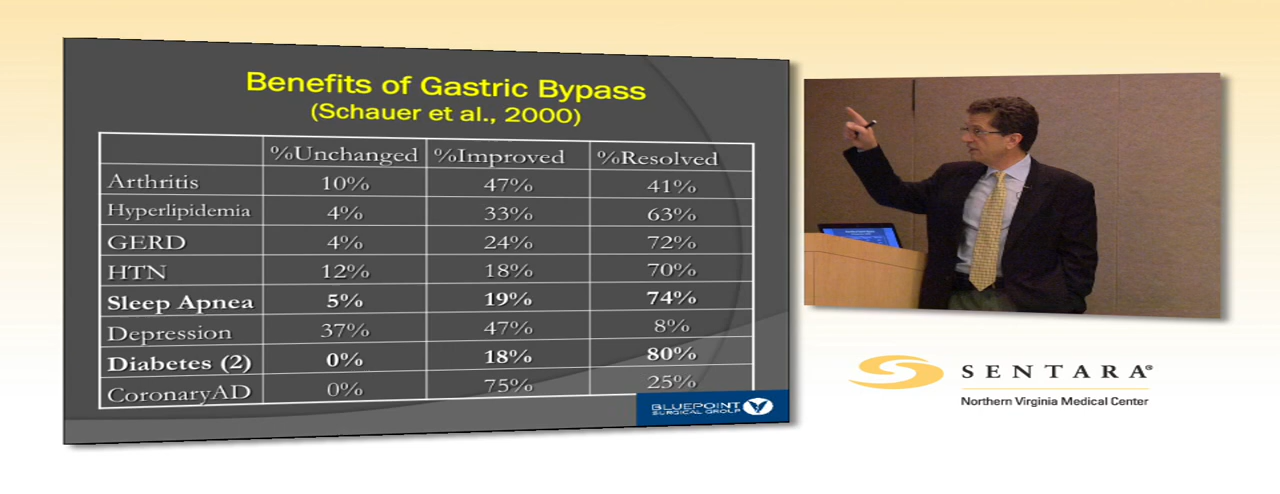 Benefits of Gastric Bypass
(Schauer et al., 2000)
%Unchanged %Improved %Resolved
Arthritis 10% 47% 41%
Hyperlipidemia 4% 33% 63%
GERD 4% 24% 72%
HTN 12% 18% 70%
Sleep Apnea 5% 19% 74%
Depression 37% 47% 8%
Diabetes (2) 0% 18% 80%
CoronaryAD 0% 75% 25%
BLUEPOINT
SURGICAL GROUP
SENTARA®
Northern Virginia Medical Center